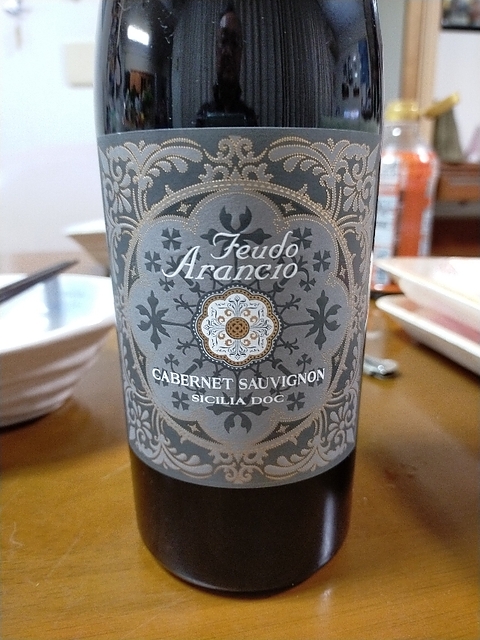 Feudo
Arancio
CABERNET SAUVIGNON
SICILIA DOC